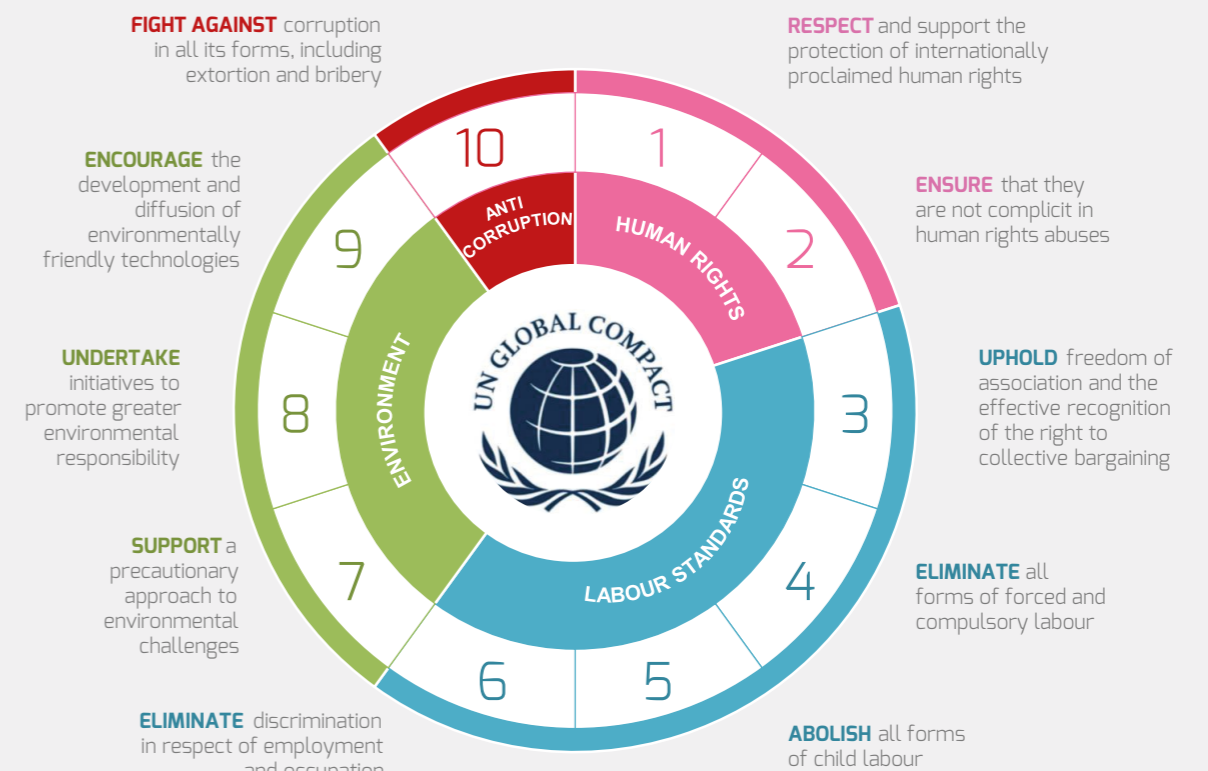 FIGHT AGAINST corruption
in all its forms, including
extortion and bribery
RESPECT and support the
protection of internationally
proclaimed human rights
ENCOURAGE the
development and
diffusion of
environmentally
friendly technologies
ENSURE that they
are not complicit in
human rights abuses
UNDERTAKE
initiatives to
promote greater
environmental
responsibility
UPHOLD freedom of
association and the
effective recognition
of the right to
collective bargaining
SUPPORT a
precautionary
approach to
environmental
challenges
ELIMINATE all
forms of forced and
compulsory labour
ELIMINATE discrimination
in respect of employment
and occupation
ABOLISH all forms
of child labour
10
1
2
3
4
5
6
7
8
9
ANTI
CORRUPTION
HUMAN RIGHTS
LABOUR STANDARDS
ENVIRONMENT
UN GLOBAL COMPACT